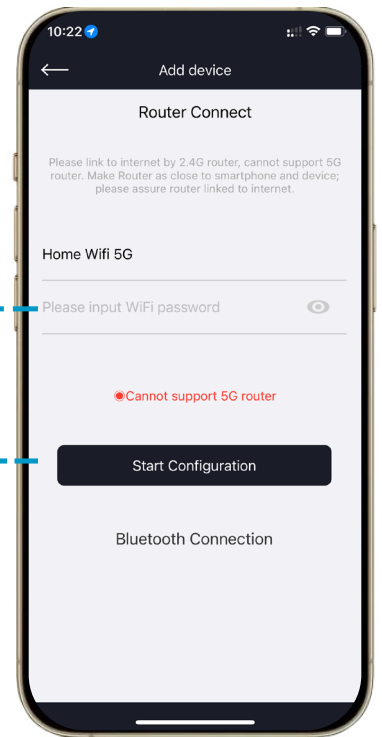 10:22
Add device
Router Connect
Please link to internet by 2.4G router, cannot support 5G
router. Make Router as close to smartphone and device;
please assure router linked to internet.
Home Wifi 5G
Please input WiFi password
Cannot support 5G router
Start Configuration
Bluetooth Connection